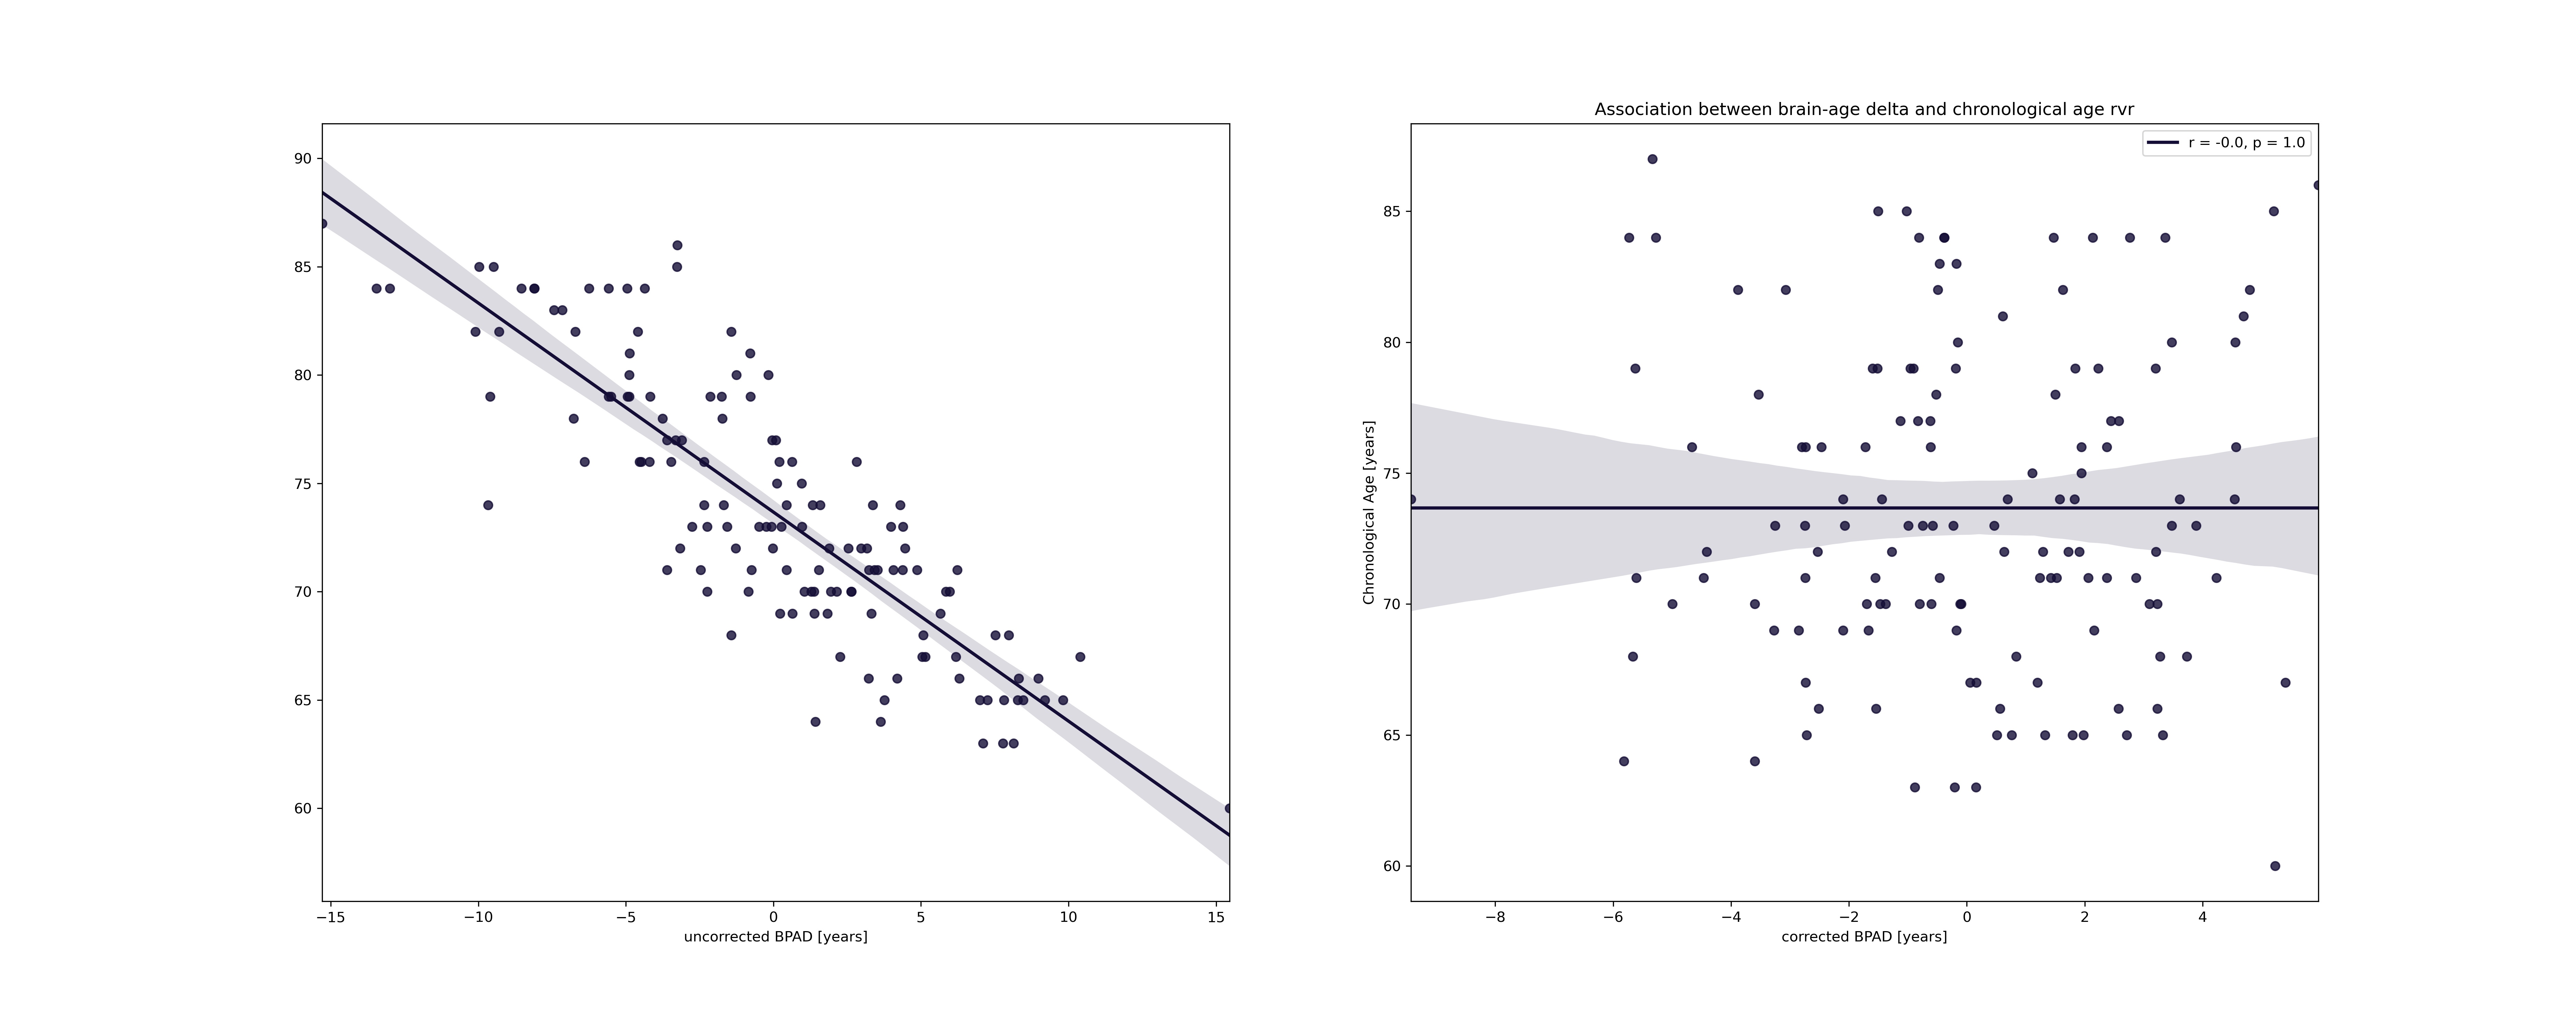 90
85
80
75
70
65
60
−15 −10 −5 0 5 10 15
uncorrected BPAD [years]
Association between brain-age delta and chronological age rvr
r = -0.0, p = 1.0
Chronological Age [years]
85
80
75
70
65
60
−8 −6 −4 −2 0 2 4
corrected BPAD [years]